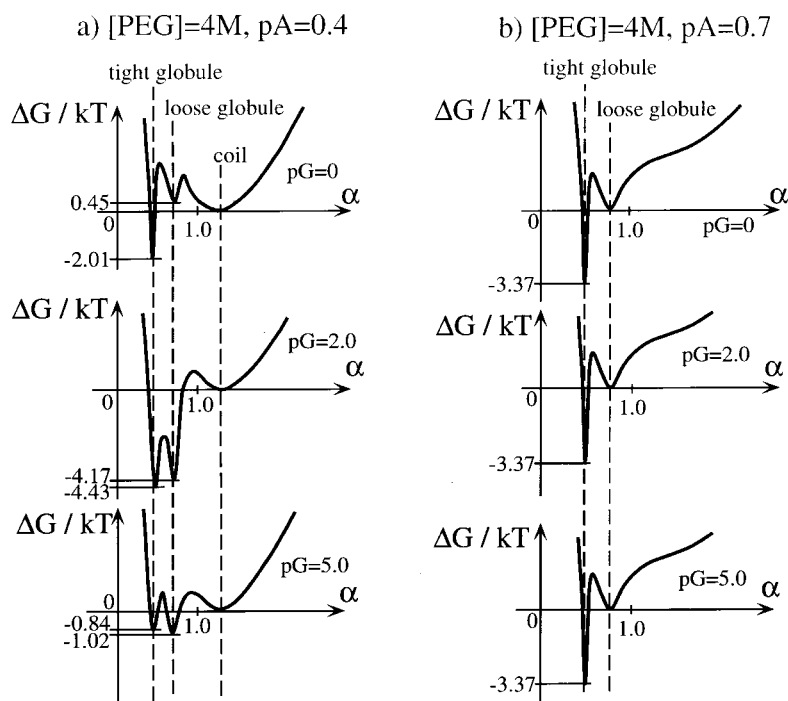 a) [PEG]=4M, pA=0.4
tight globule
loose globule
coil
ΔG / kT
α
pG=0
0.45
0
1.0
-2.01
ΔG / kT
α
pG=2.0
0
1.0
-4.17
-4.43
ΔG / kT
α
pG=5.0
0
1.0
-0.84
-1.02
b) [PEG]=4M, pA=0.7
tight globule
loose globule
ΔG / kT
α
0
1.0
pG=0
-3.37
ΔG / kT
α
pG=2.0
0
1.0
-3.37
ΔG / kT
α
pG=5.0
0
1.0
-3.37